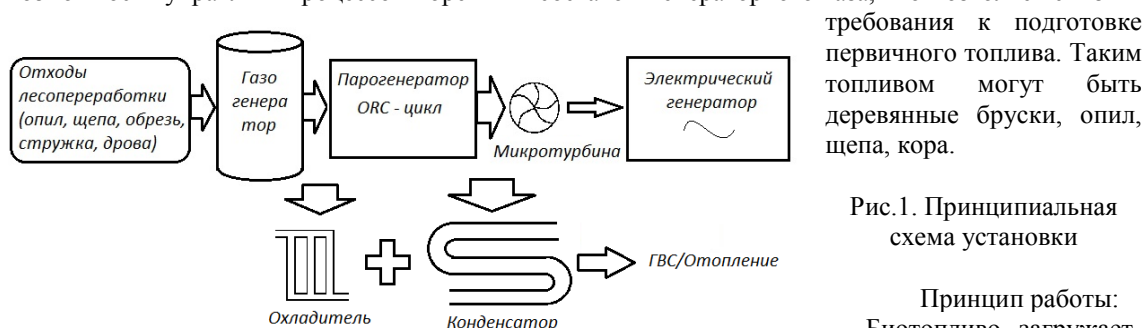 требования к подготовке
первичного топлива. Таким
топливом могут быть
деревянные бруски, опил,
щепа, кора.
Отходы
лесопереработки
(опил, щепа, обрезь,
стружка, дрова)
Газо
генера
тор
Парогенератор
ORC - цикл
Микротурбина
Электрический
генератор
Охладитель
Конденсатор
ГВС/Отопление
Рис.1. Принципиальная
схема установки
Принцип работы:
Биотопливо загружает-